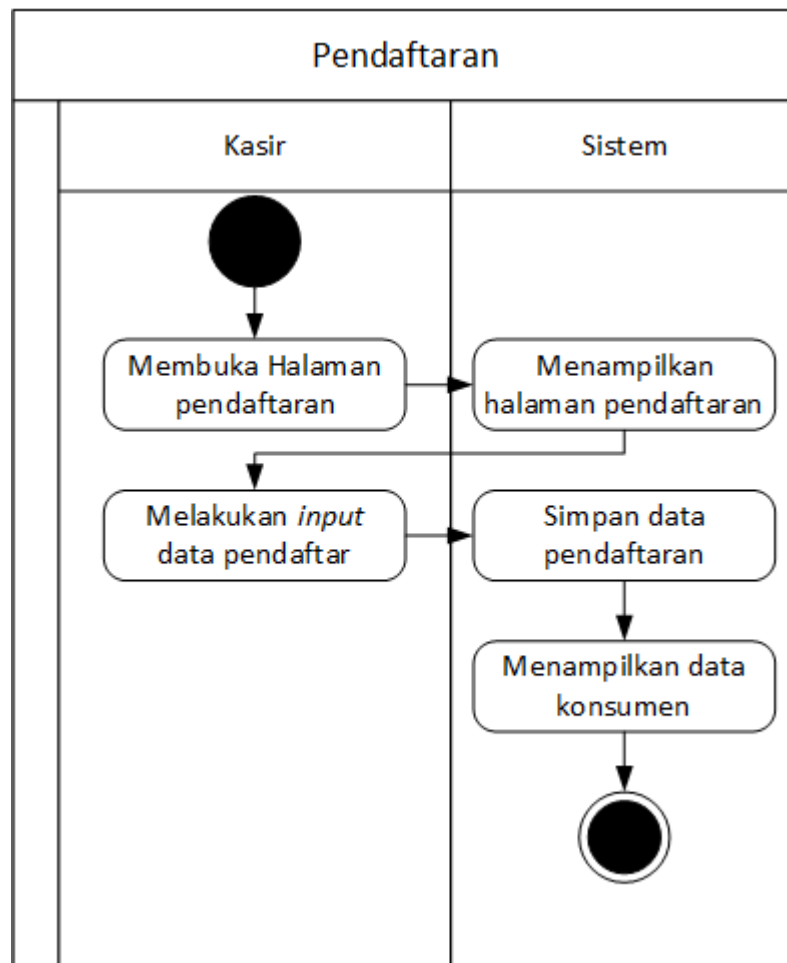 Pendaftaran
Kasir
Sistem
Membuka Halaman
pendaftaran
Menampilkan
halaman pendaftaran
Melakukan input
data pendaftar
Simpan data
pendaftaran
Menampilkan data
konsumen